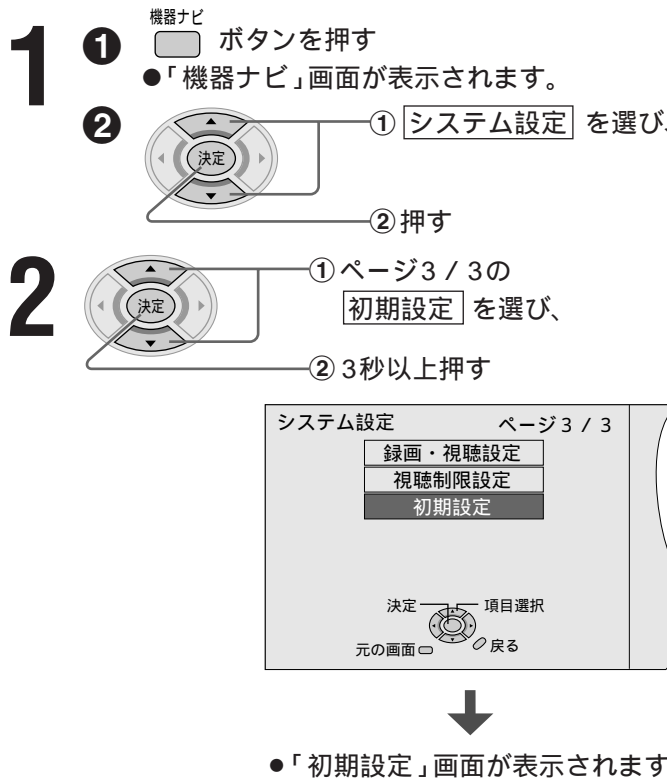 1
❶ 機器ナビ
ボタンを押す
●「機器ナビ」画面が表示されます。
❷ 決定
① システム設定 を選び、
② 押す
2
決定
① ページ3 / 3の
初期設定 を選び、
② 3秒以上押す
システム設定 ページ3 / 3
録画・視聴設定
視聴制限設定
初期設定
決定 項目選択
元の画面 戻る
●「初期設定」画面が表示されます